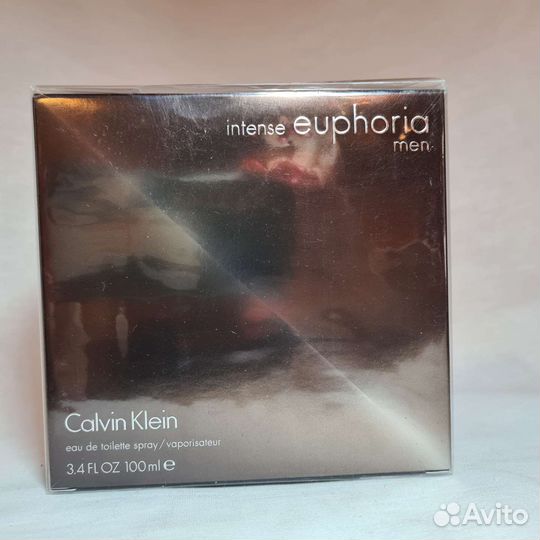 intense euphoria
men
Calvin Klein
eau de toilette spray/vaporisateur
3.4 FL OZ 100 ml ℮
Avito